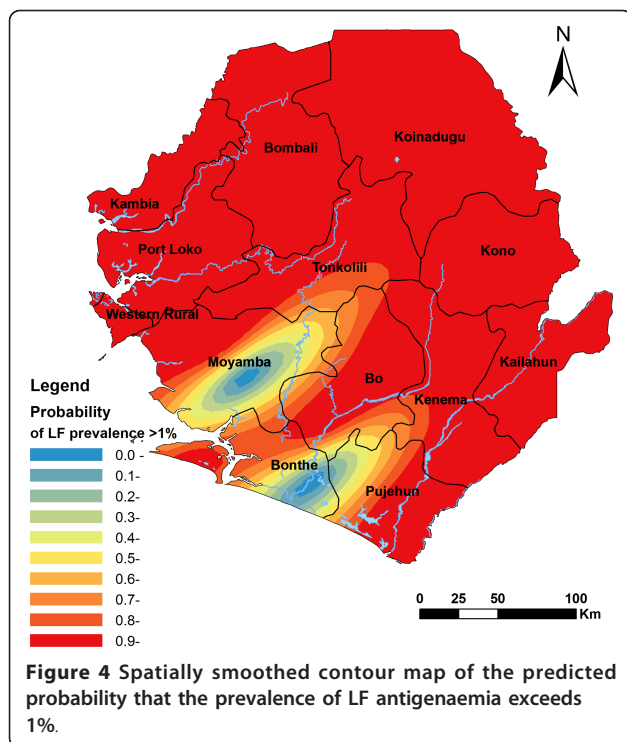 N
Koinadugu
Bombali
Kambia
Port Loko
Kono
Tonkolili
Western Rural
Moyamba
Kailahun
Bo
Kenema
Bonthe
Pujehun
Legend
Probability
of LF prevalence >1%
0.0 -
0.1-
0.2-
0.3-
0.4-
0.5-
0.6-
0.7-
0.8-
0.9-
0 25 50 100
Km
Figure 4 Spatially smoothed contour map of the predicted
probability that the prevalence of LF antigenaemia exceeds
1%.